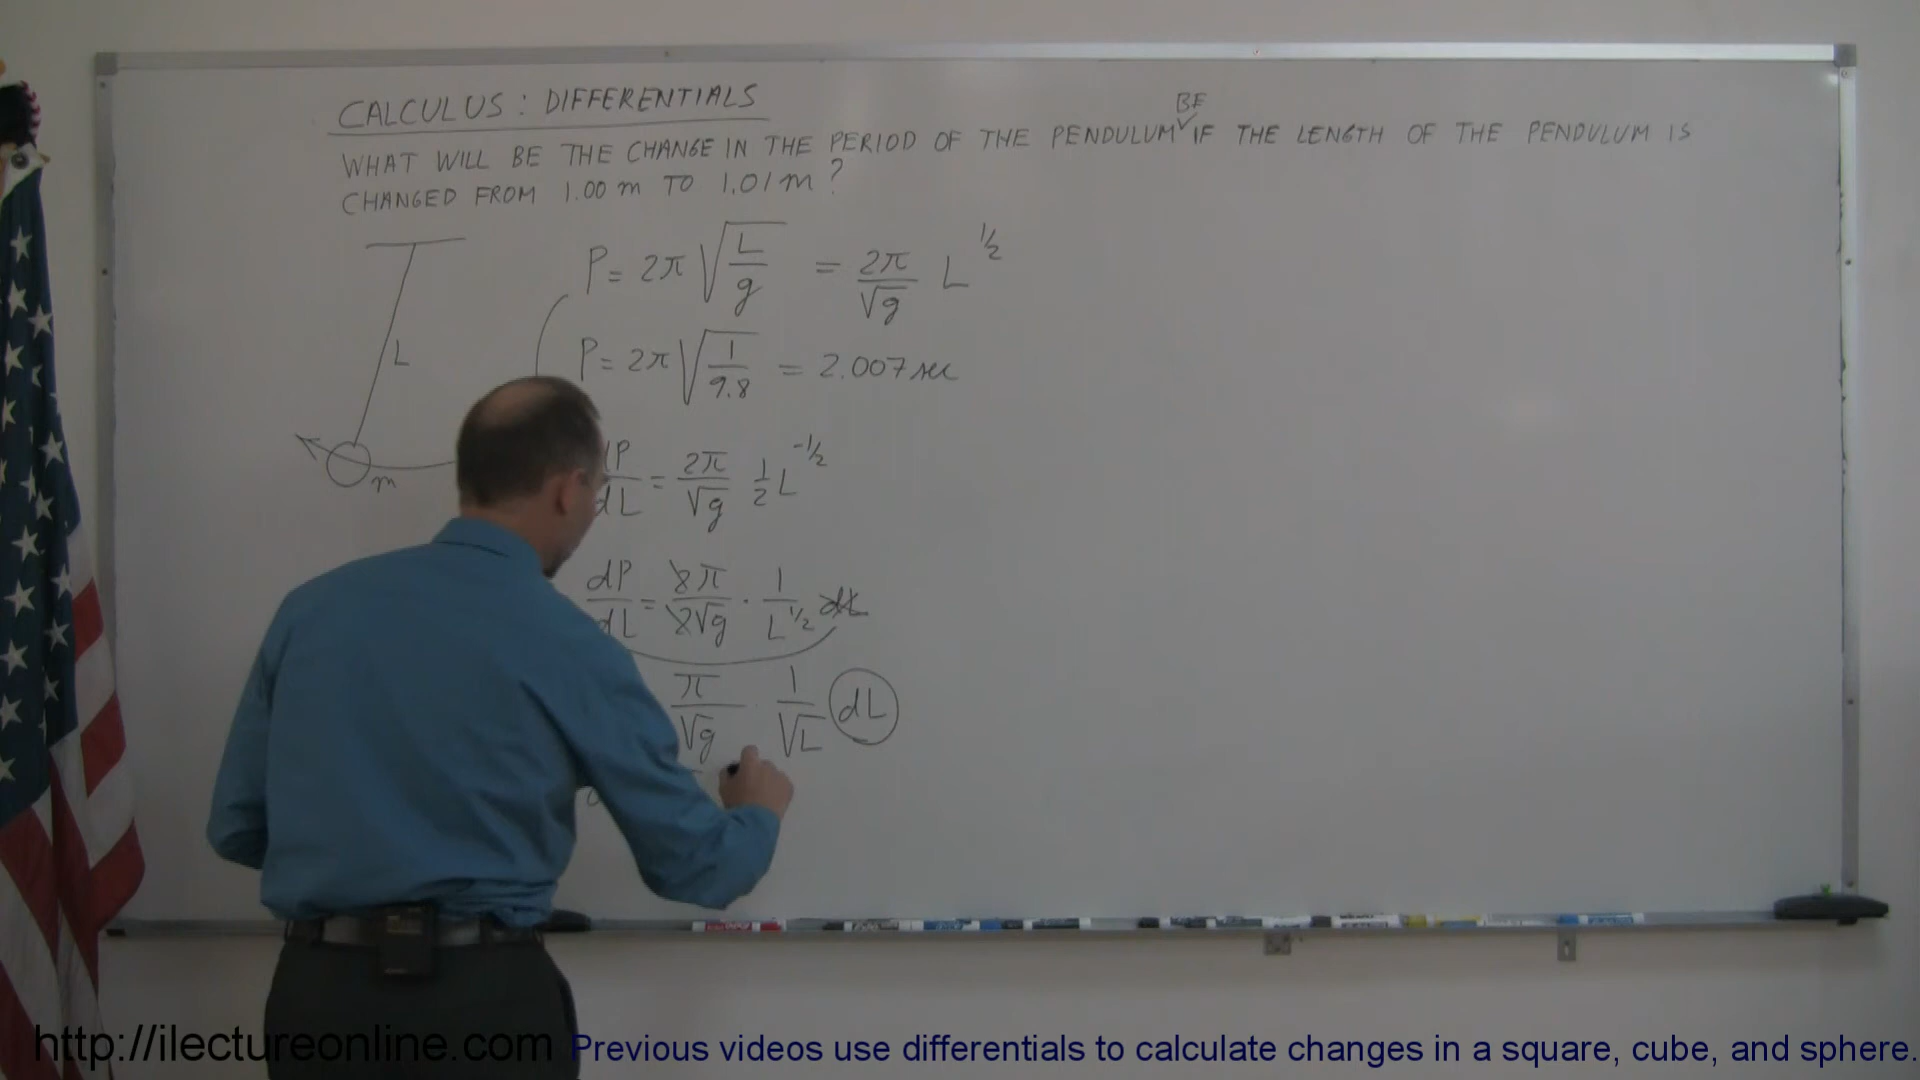 CALCULUS: DIFFERENTIALS
BE
WHAT WILL BE THE CHANGE IN THE PERIOD OF THE PENDULUM IF THE LENGTH OF THE PENDULUM IS
CHANGED FROM 1.00 m TO 1.01 m?
P = 2π √(L/g) = 2π/√g L^1/2
L
P = 2π √(1/9.8) = 2.007 sec
m
dP/dL = 2π/√g 1/2 L^-1/2
dP/dL = 2π/2√g · 1/L^1/2 dL
π/√g · 1/√L dL
http://ilectureonline.com Previous videos use differentials to calculate changes in a square, cube, and sphere.